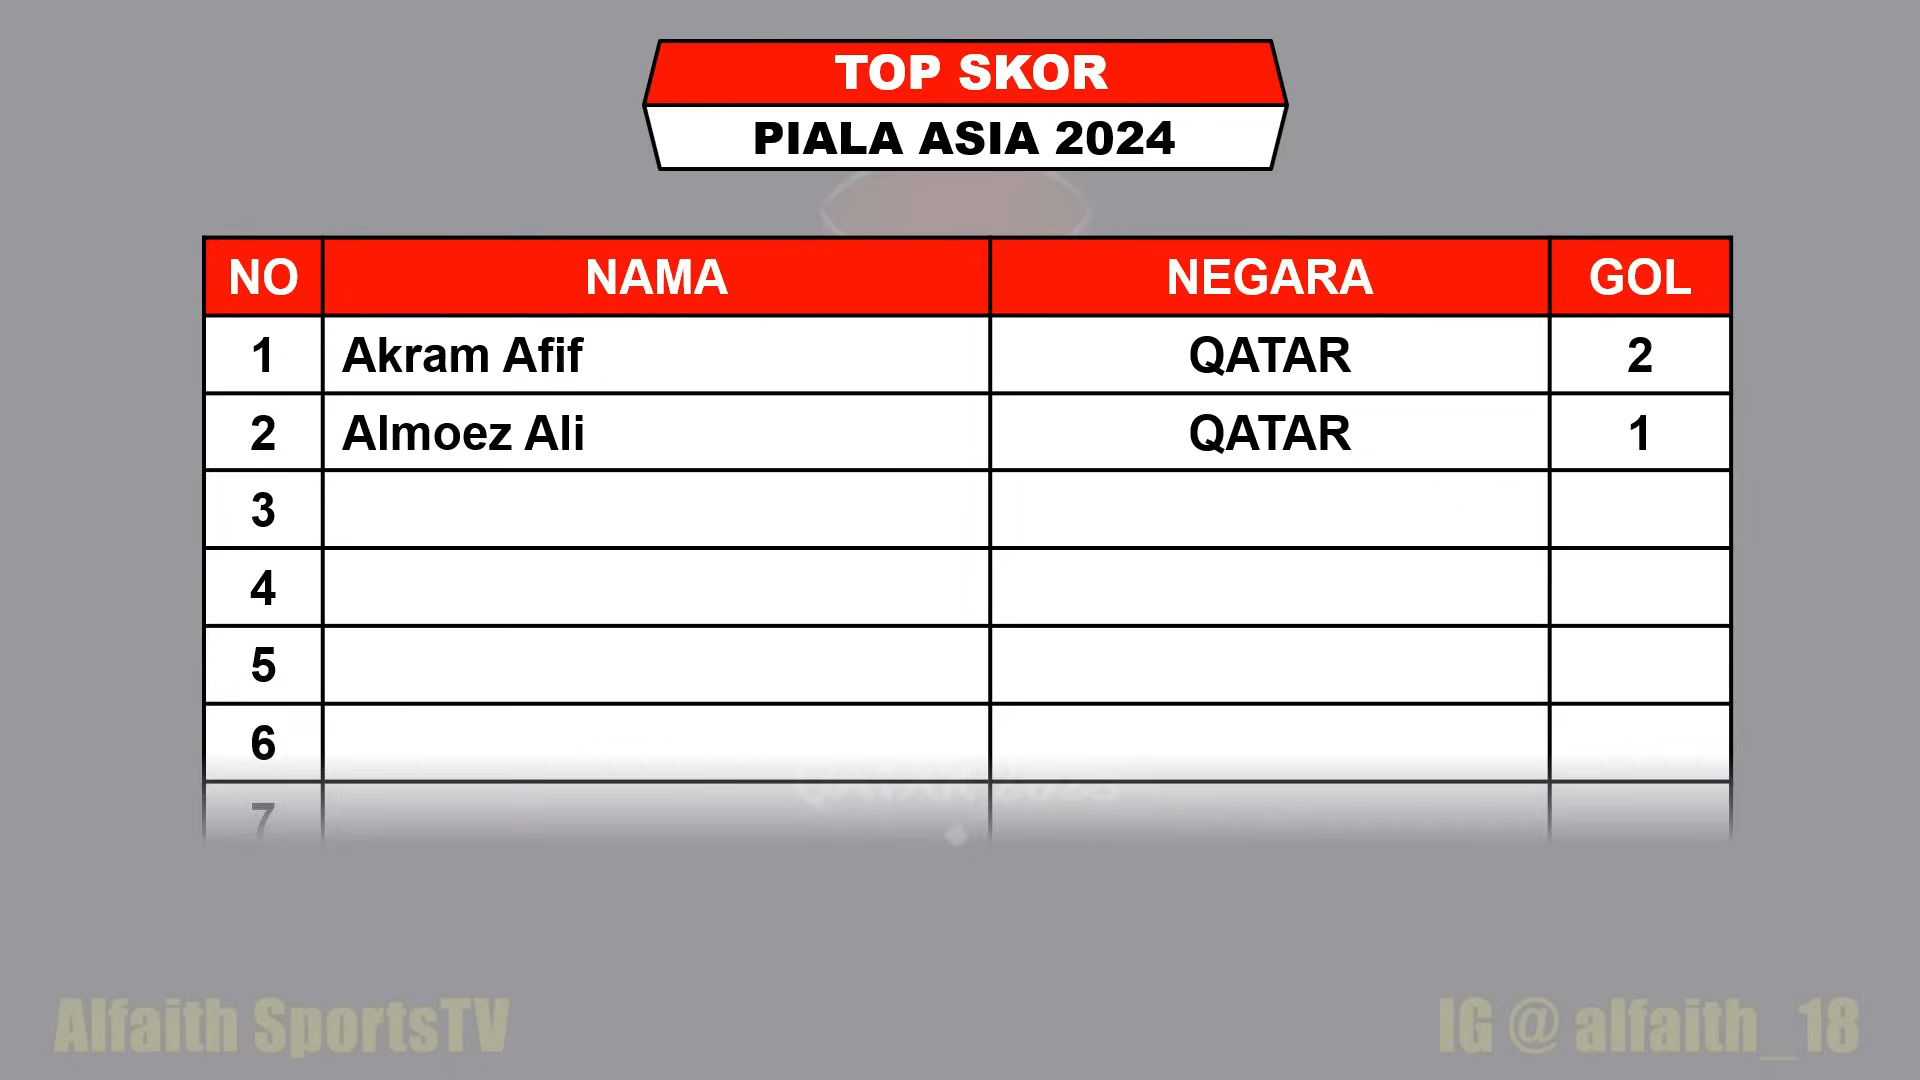 TOP SKOR
PIALA ASIA 2024
NO NAMA NEGARA GOL
1 Akram Afif QATAR 2
2 Almoez Ali QATAR 1
3
4
5
6
7
Alfaith SportsTV
IG @ alfaith_18